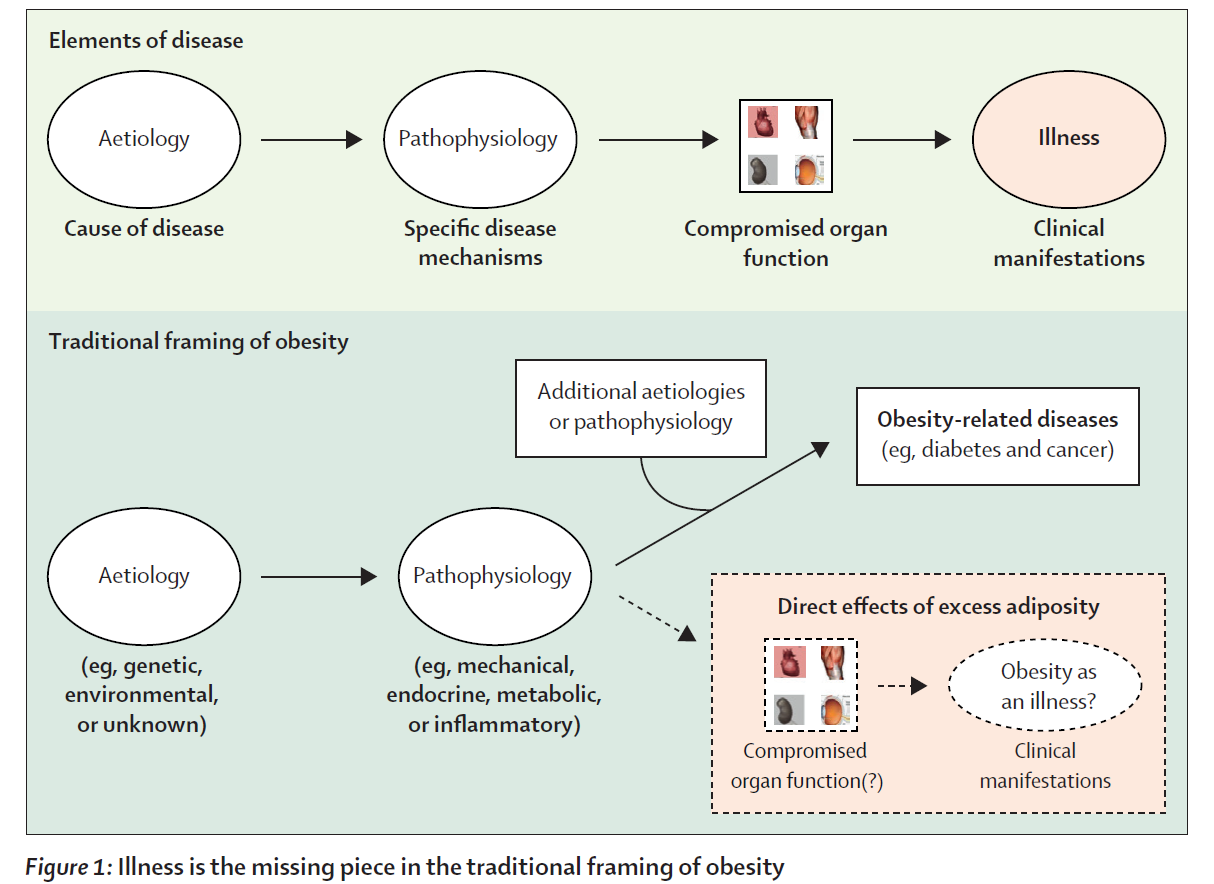 Elements of disease
Aetiology
Pathophysiology
Illness
Cause of disease
Specific disease
mechanisms
Compromised organ
function
Clinical
manifestations
Traditional framing of obesity
Additional aetiologies
or pathophysiology
Obesity-related diseases
(eg, diabetes and cancer)
Aetiology
Pathophysiology
(eg, genetic,
environmental,
or unknown)
(eg, mechanical,
endocrine, metabolic,
or inflammatory)
Direct effects of excess adiposity
Obesity as
an illness?
Compromised
organ function(?)
Clinical
manifestations
Figure 1: Illness is the missing piece in the traditional framing of obesity